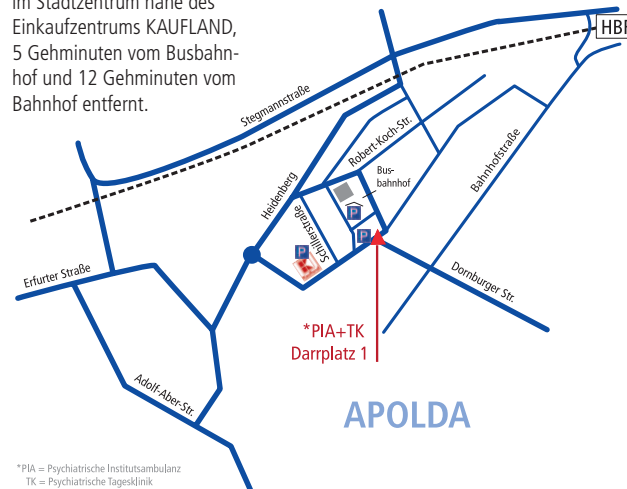 im Stadtzentrum nahe des
Einkaufzentrums KAUFLAND,
5 Gehminuten vom Busbahn-
hof und 12 Gehminuten vom
Bahnhof entfernt.
HBF
Stegmannstraße
Robert-Koch-Str.
Bus-
bahnhof
Bahnhofstraße
Heidenberg
Schillerstraße
P
P
P
K
Erfurter Straße
Dornburger Str.
*PIA+TK
Darrplatz 1
Adolf-Aber-Str.
APOLDA
*PIA = Psychiatrische Institutsambulanz
TK = Psychiatrische Tagesklinik